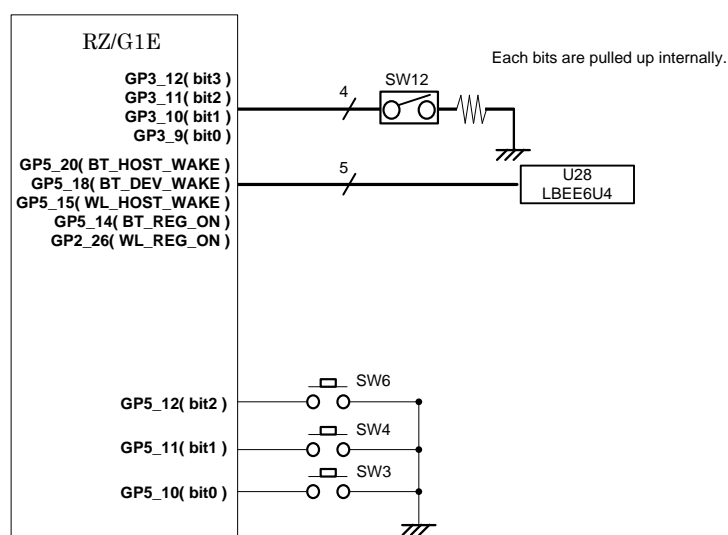 RZ/G1E
Each bits are pulled up internally.
GP3_12( bit3 )
GP3_11( bit2 )
GP3_10( bit1 )
GP3_9( bit0 )
4
SW12
GP5_20( BT_HOST_WAKE)
GP5_18( BT_DEV_WAKE )
GP5_15( WL_HOST_WAKE )
GP5_14( BT_REG_ON )
GP2_26( WL_REG_ON )
5
U28
LBEE6U4
SW6
GP5_12( bit2 )
SW4
GP5_11( bit1 )
SW3
GP5_10( bit0 )